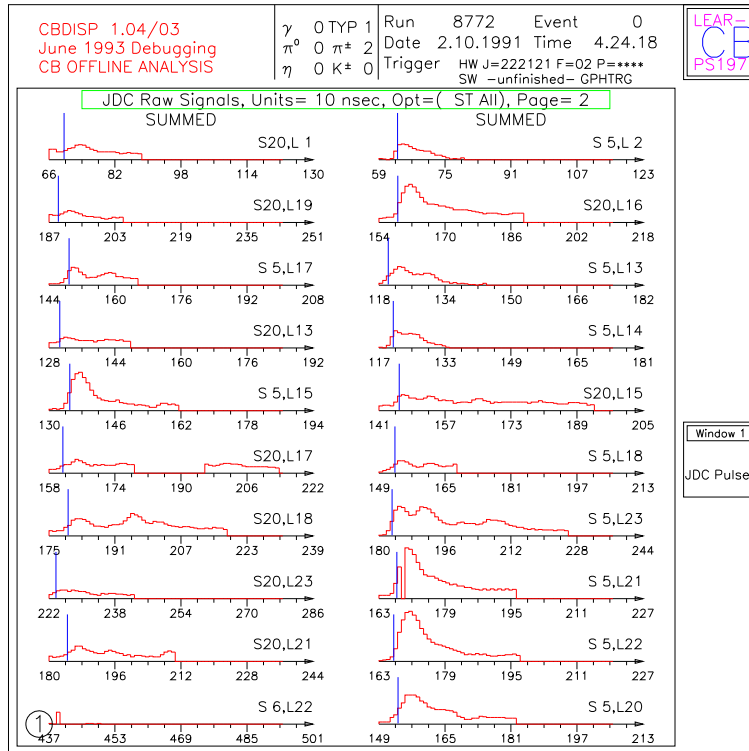 CBDISP 1.04/03
June 1993 Debugging
CB OFFLINE ANALYSIS
γ 0 TYP 1
π⁰ 0 π± 2
η 0 K± 0
Run 8772 Event 0
Date 2.10.1991 Time 4.24.18
Trigger HW J=222121 F=02 P=****
SW -unfinished- GPHTRG
LEAR-
CB
PS197
JDC Raw Signals, Units= 10 nsec, Opt=( ST All), Page= 2
SUMMED SUMMED
S20,L 1 S 5,L 2
66 82 98 114 130 59 75 91 107 123
S20,L19 S20,L16
187 203 219 235 251 154 170 186 202 218
S 5,L17 S 5,L13
144 160 176 192 208 118 134 150 166 182
S20,L13 S 5,L14
128 144 160 176 192 117 133 149 165 181
S 5,L15 S20,L15
130 146 162 178 194 141 157 173 189 205
S20,L17 S 5,L18
158 174 190 206 222 149 165 181 197 213
S20,L18 S 5,L23
175 191 207 223 239 180 196 212 228 244
S20,L23 S 5,L21
222 238 254 270 286 163 179 195 211 227
S20,L21 S 5,L22
180 196 212 228 244 163 179 195 211 227
S 6,L22 S 5,L20
437 453 469 485 501 149 165 181 197 213
1
Window 1
JDC Pulse